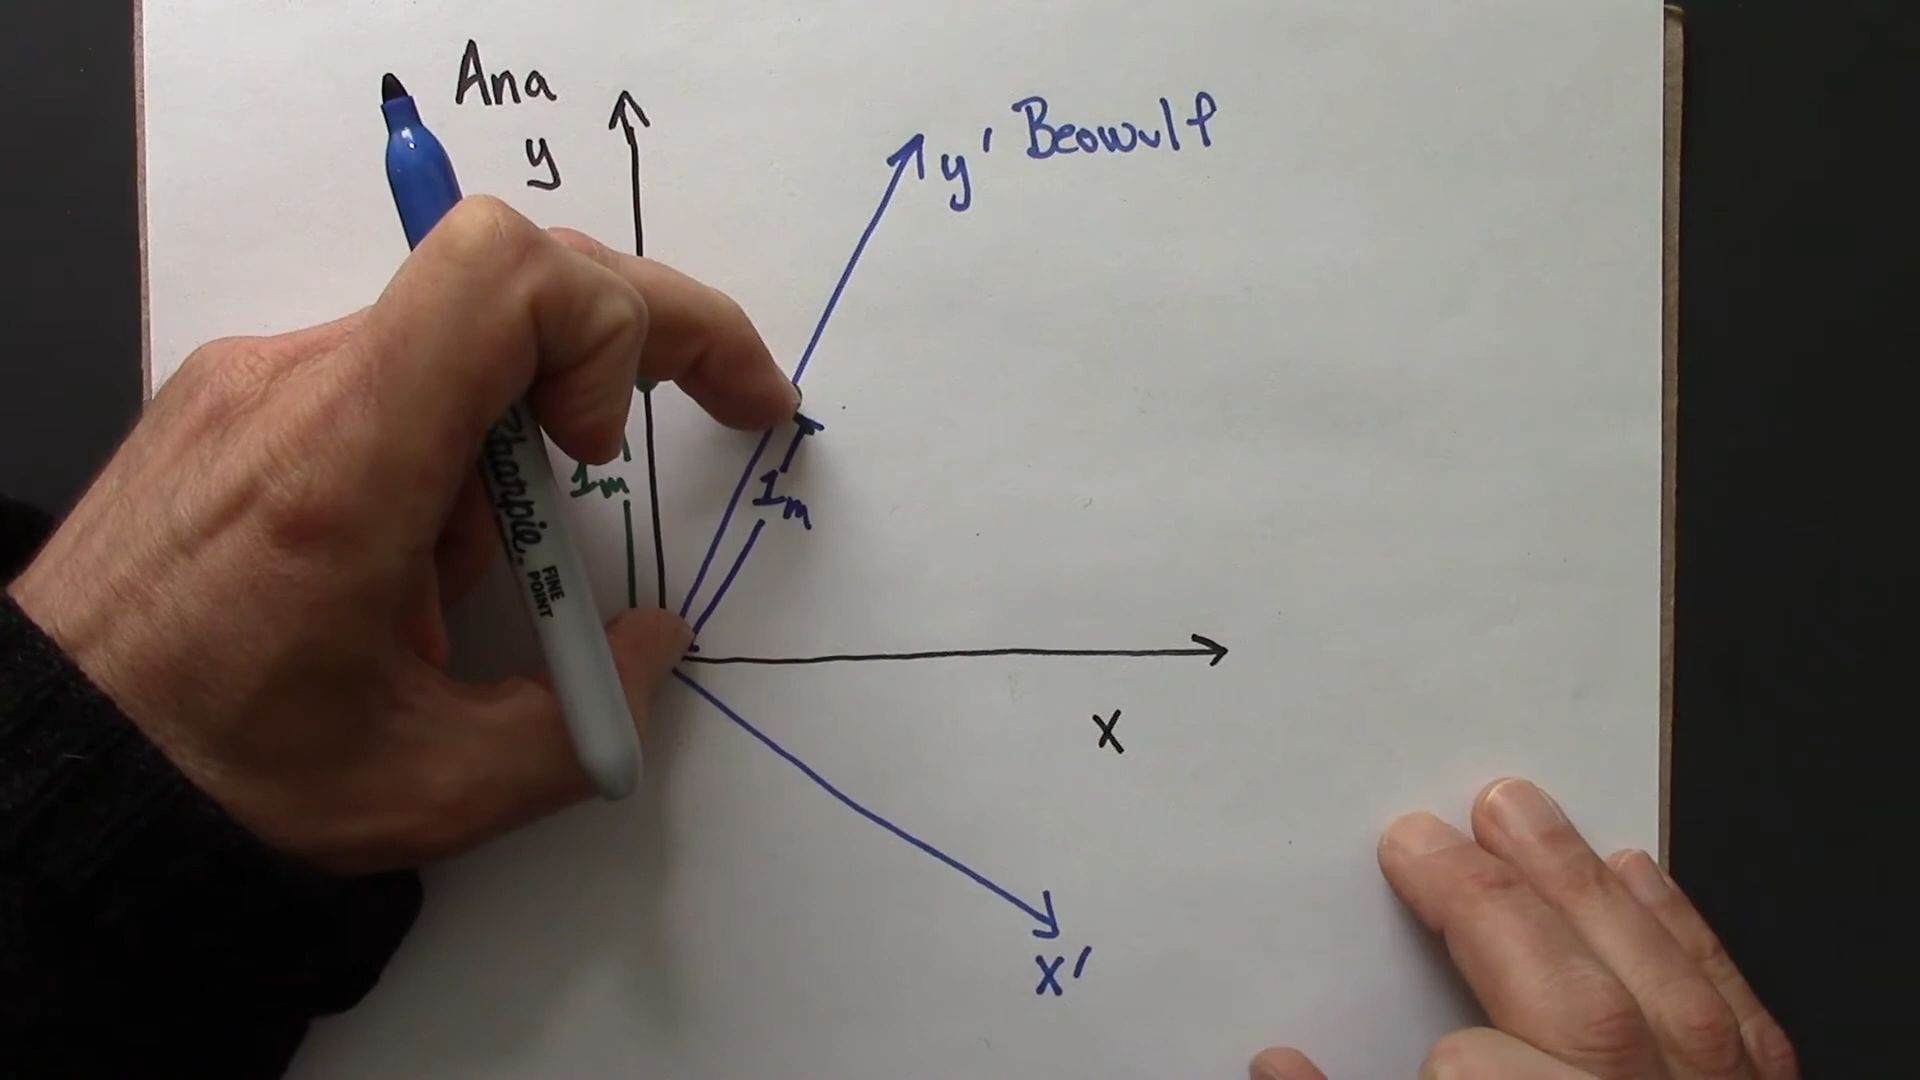 Ana
y
y' Beowulf
1m
1m
x
x'
Sharpie.
FINE
POINT